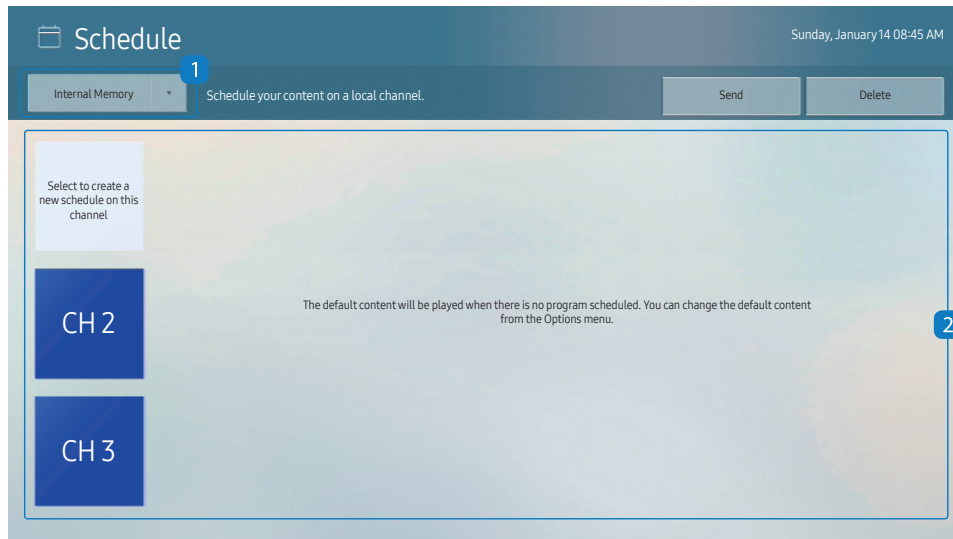 Schedule
Sunday, January 14 08:45 AM
1
Internal Memory
Schedule your content on a local channel.
Send
Delete
Select to create a
new schedule on this
channel
CH 2
The default content will be played when there is no program scheduled. You can change the default content
from the Options menu.
2
CH 3